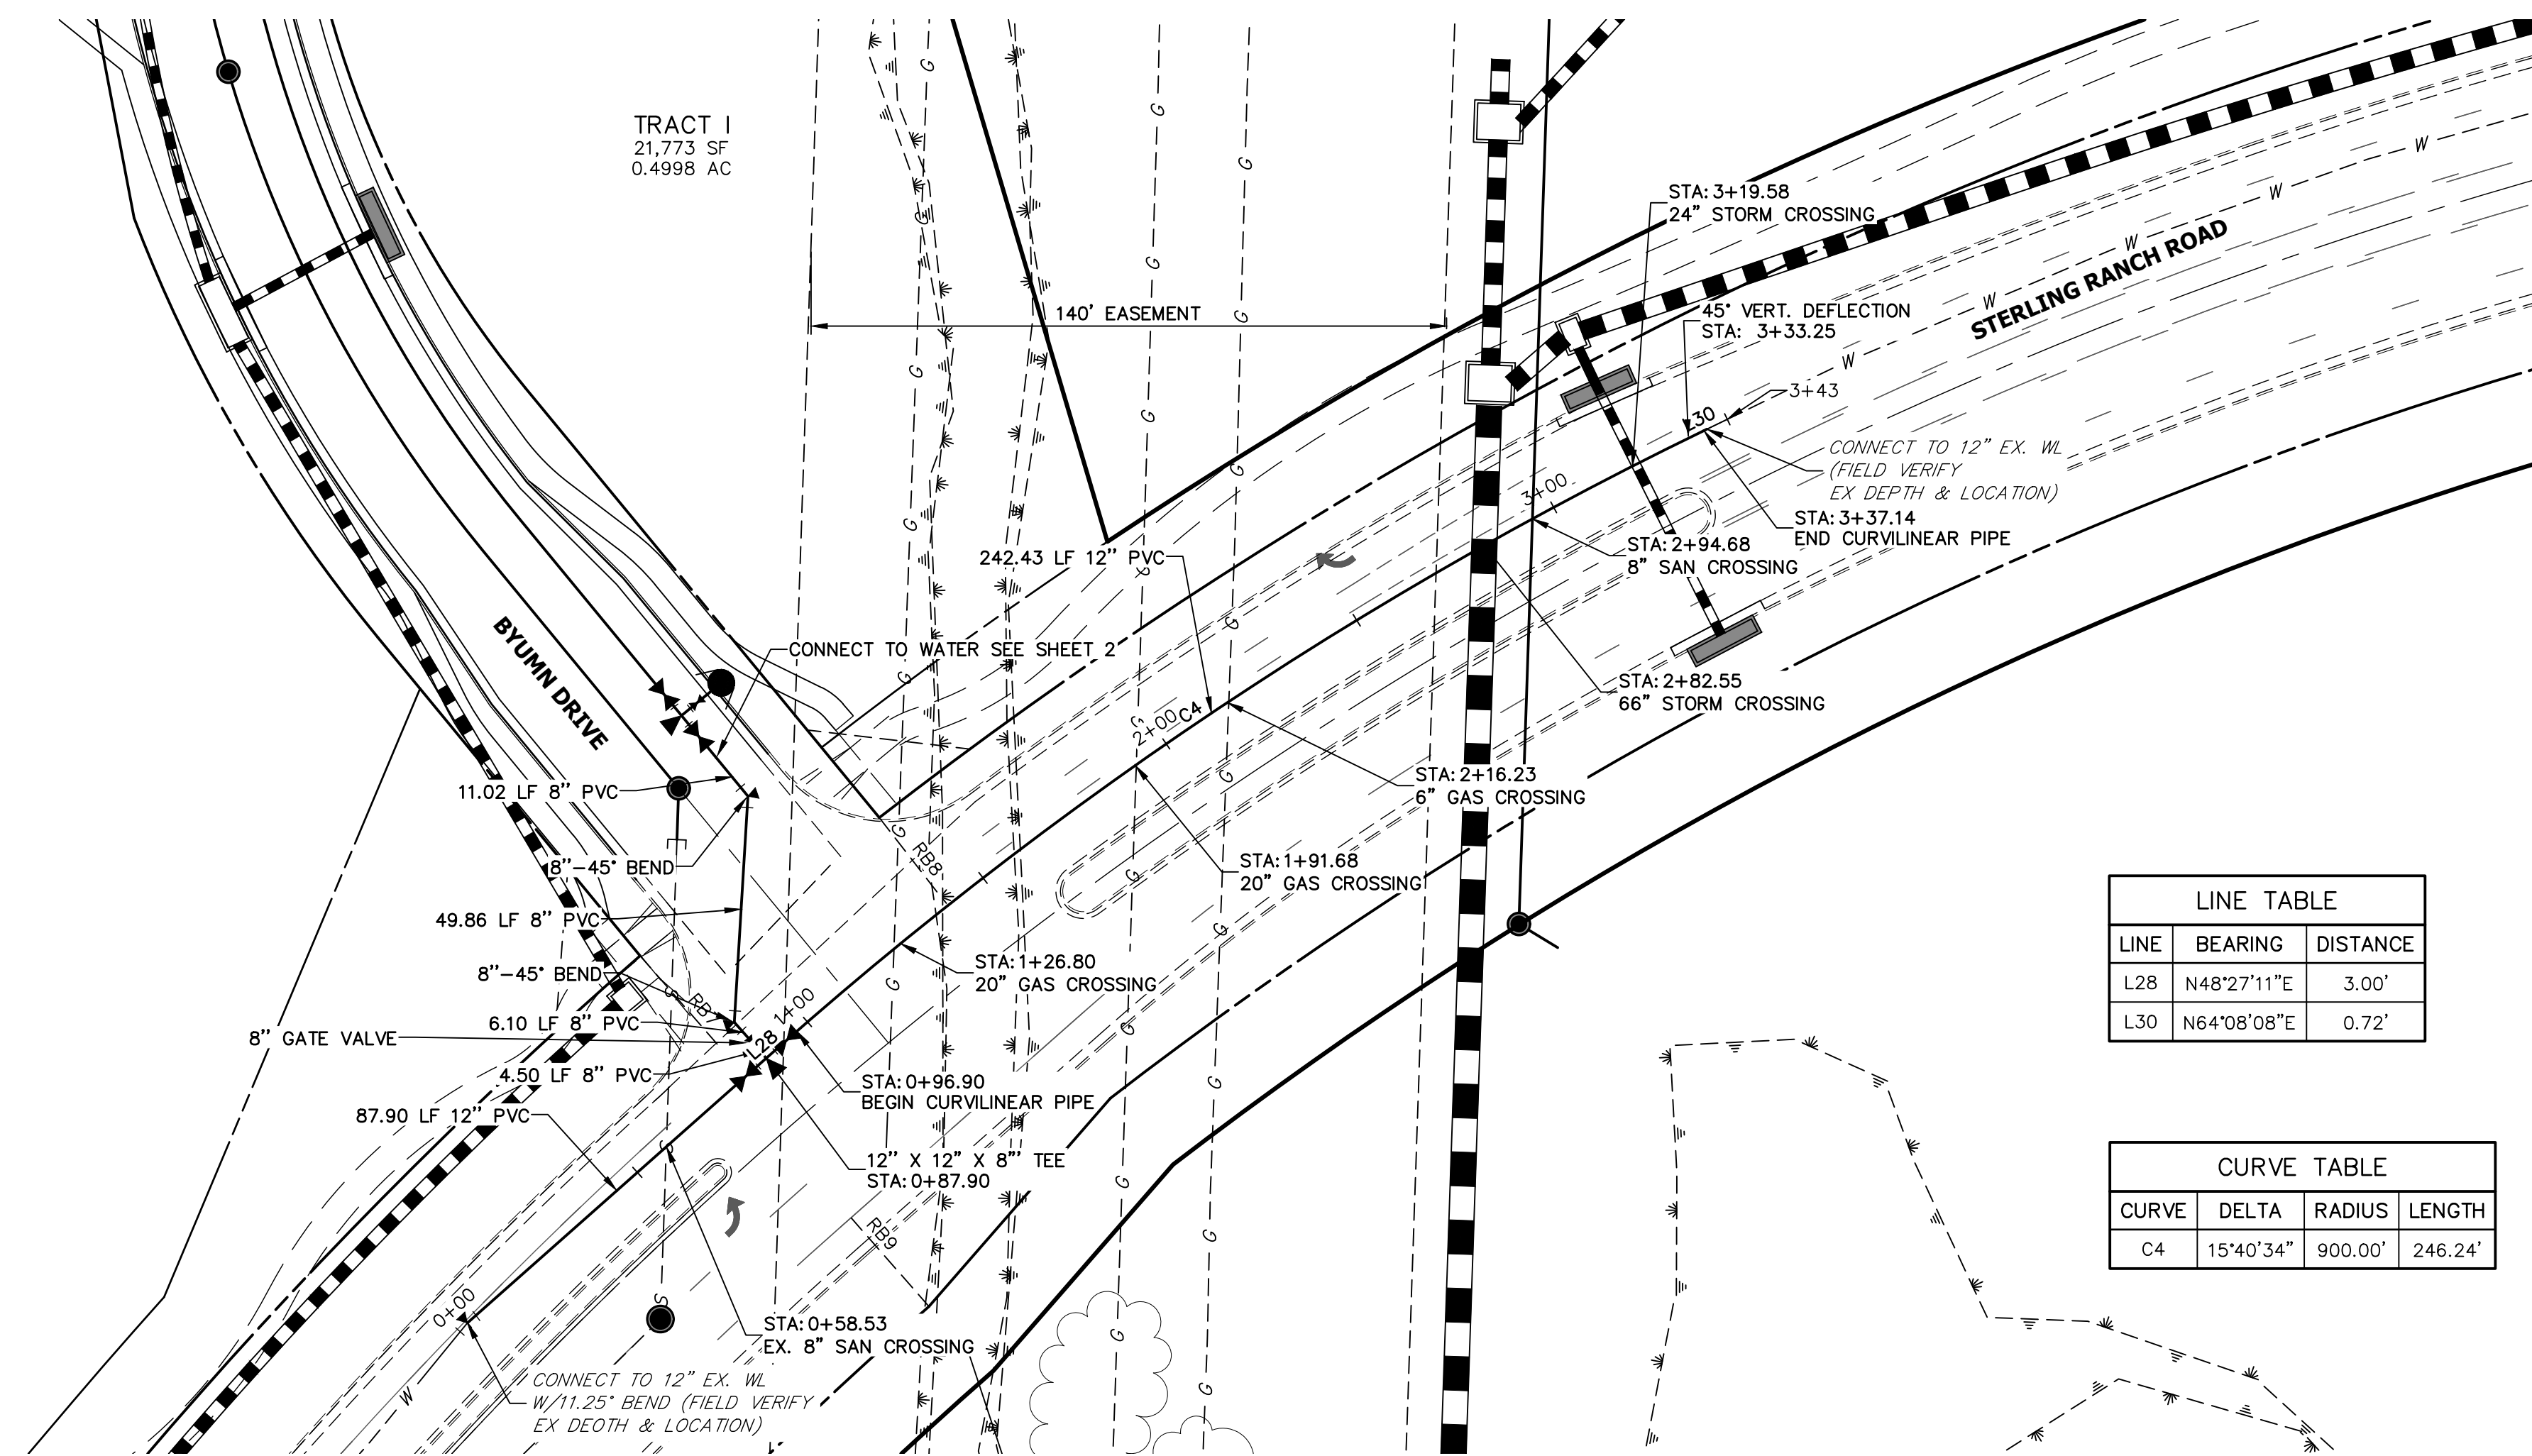 TRACT I
21,773 SF
0.4998 AC
STA: 3+19.58
24” STORM CROSSING
140’ EASEMENT
45° VERT. DEFLECTION
STA: 3+33.25
STERLING RANCH ROAD
L30
3+43
CONNECT TO 12” EX. WL
(FIELD VERIFY
EX DEPTH & LOCATION)
3+00
STA: 3+37.14
END CURVILINEAR PIPE
STA: 2+94.68
8” SAN CROSSING
242.43 LF 12” PVC
BYUMN DRIVE
CONNECT TO WATER SEE SHEET 2
STA: 2+82.55
66” STORM CROSSING
2+00
C4
11.02 LF 8” PVC
STA: 2+16.23
6” GAS CROSSING
8”-45° BEND
RB8
STA: 1+91.68
20” GAS CROSSING
49.86 LF 8” PVC
8”-45° BEND
STA: 1+26.80
20” GAS CROSSING
1+00
6.10 LF 8” PVC
8” GATE VALVE
L28
4.50 LF 8” PVC
STA: 0+96.90
BEGIN CURVILINEAR PIPE
87.90 LF 12” PVC
12” X 12” X 8”’ TEE
STA: 0+87.90
RB9
0+00
STA: 0+58.53
EX. 8” SAN CROSSING
CONNECT TO 12” EX. WL
W/11.25° BEND (FIELD VERIFY
EX DEOTH & LOCATION)
LINE TABLE
LINE BEARING DISTANCE
L28 N48°27’11”E 3.00’
L30 N64°08’08”E 0.72’
CURVE TABLE
CURVE DELTA RADIUS LENGTH
C4 15°40’34” 900.00’ 246.24’